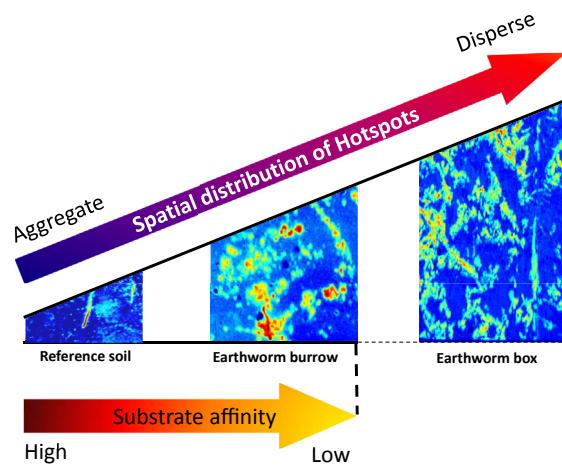 Disperse
Spatial distribution of Hotspots
Aggregate
Reference soil
Earthworm burrow
Earthworm box
Substrate affinity
High
Low